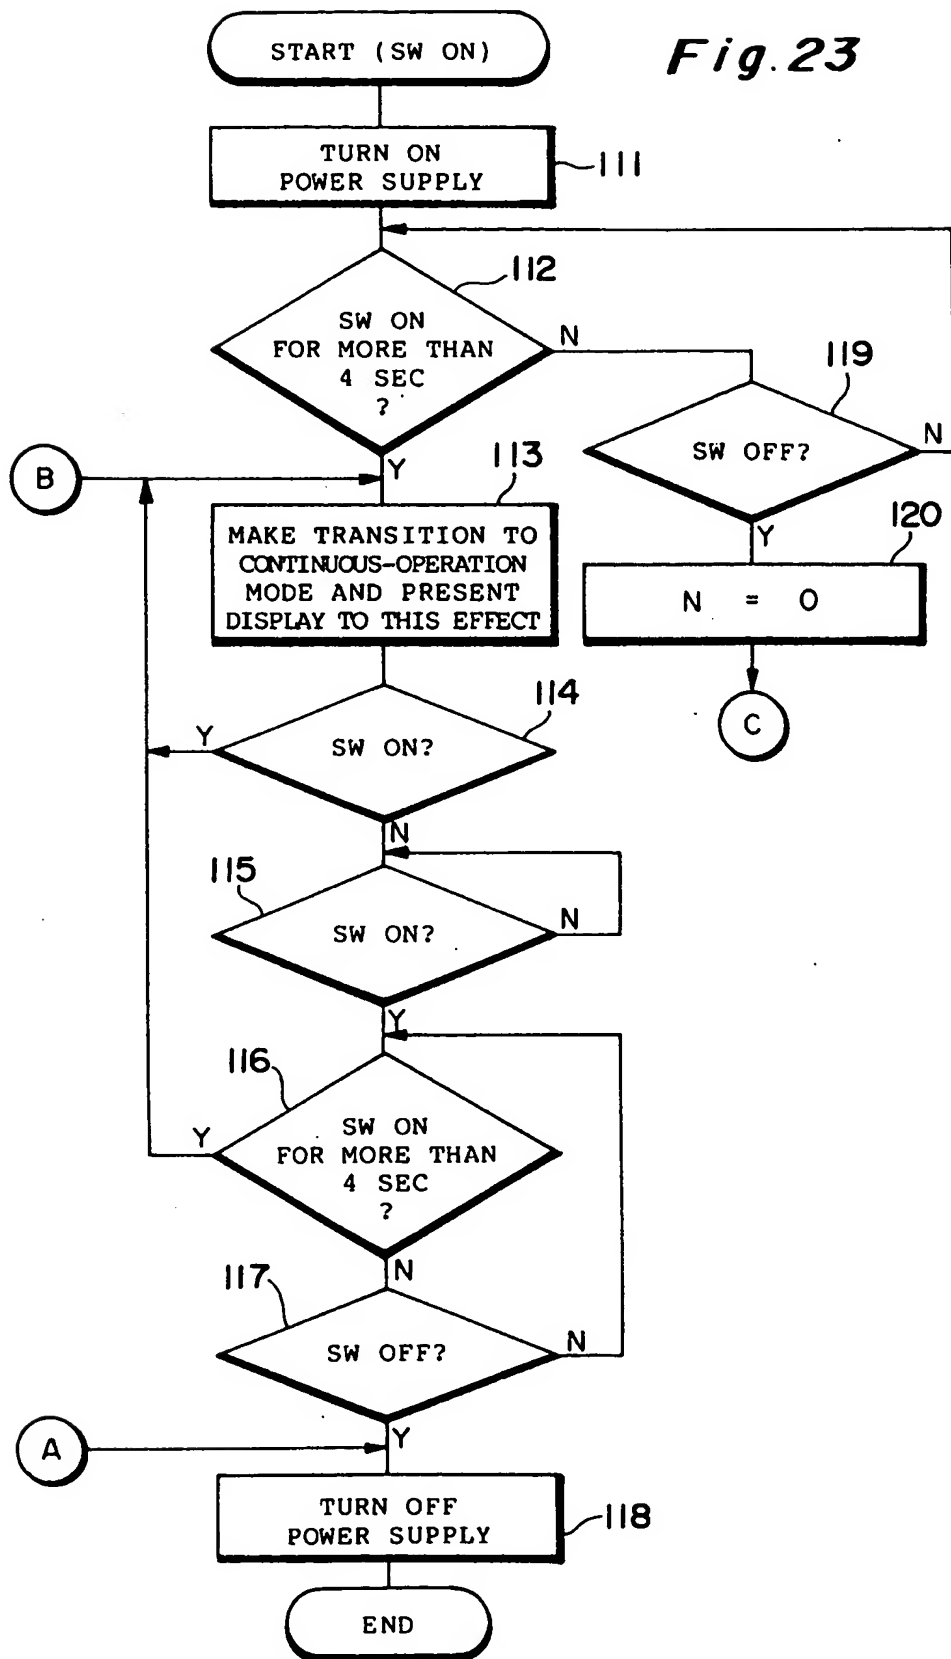 START (SW ON)
Fig. 23
TURN ON
POWER SUPPLY
111
112
SW ON
FOR MORE THAN
4 SEC
?
N
119
SW OFF?
N
Y
120
N = 0
C
B
Y
113
MAKE TRANSITION TO
CONTINUOUS-OPERATION
MODE AND PRESENT
DISPLAY TO THIS EFFECT
114
Y
SW ON?
N
115
SW ON?
N
Y
116
SW ON
FOR MORE THAN
4 SEC
?
Y
N
117
SW OFF?
N
Y
A
TURN OFF
POWER SUPPLY
118
END